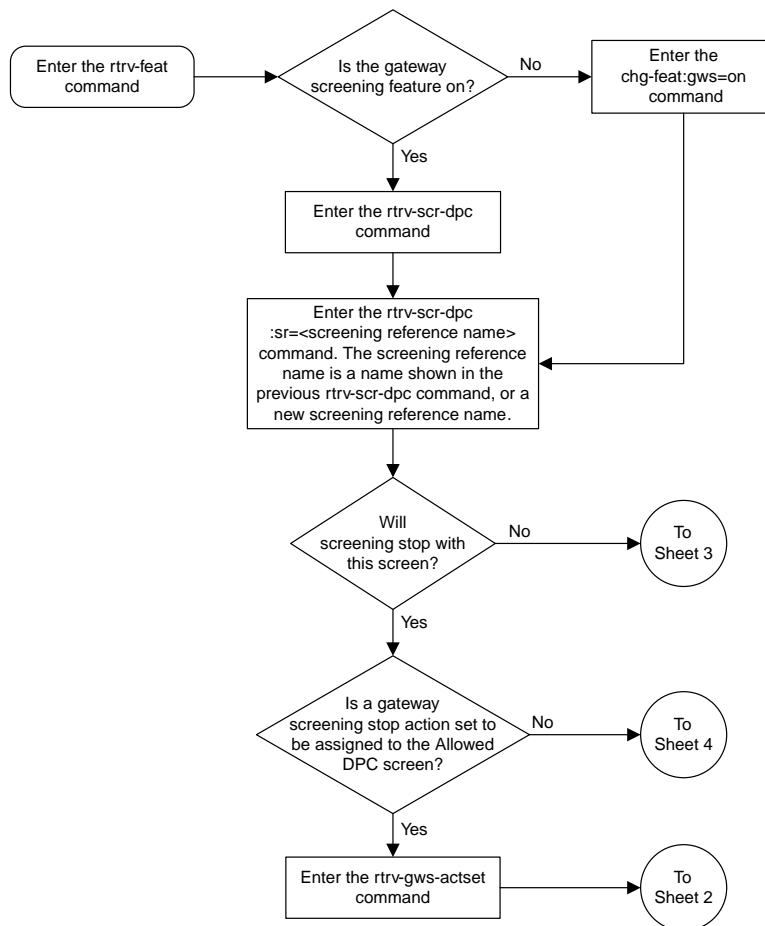 Enter the rtrv-feat
command
Is the gateway
screening feature on?
No
Enter the
chg-feat:gws=on
command
Yes
Enter the rtrv-scr-dpc
command
Enter the rtrv-scr-dpc
:sr=<screening reference name>
command. The screening reference
name is a name shown in the
previous rtrv-scr-dpc command, or a
new screening reference name.
Will
screening stop with
this screen?
No
To
Sheet 3
Yes
Is a gateway
screening stop action set to
be assigned to the Allowed
DPC screen?
No
To
Sheet 4
Yes
Enter the rtrv-gws-actset
command
To
Sheet 2